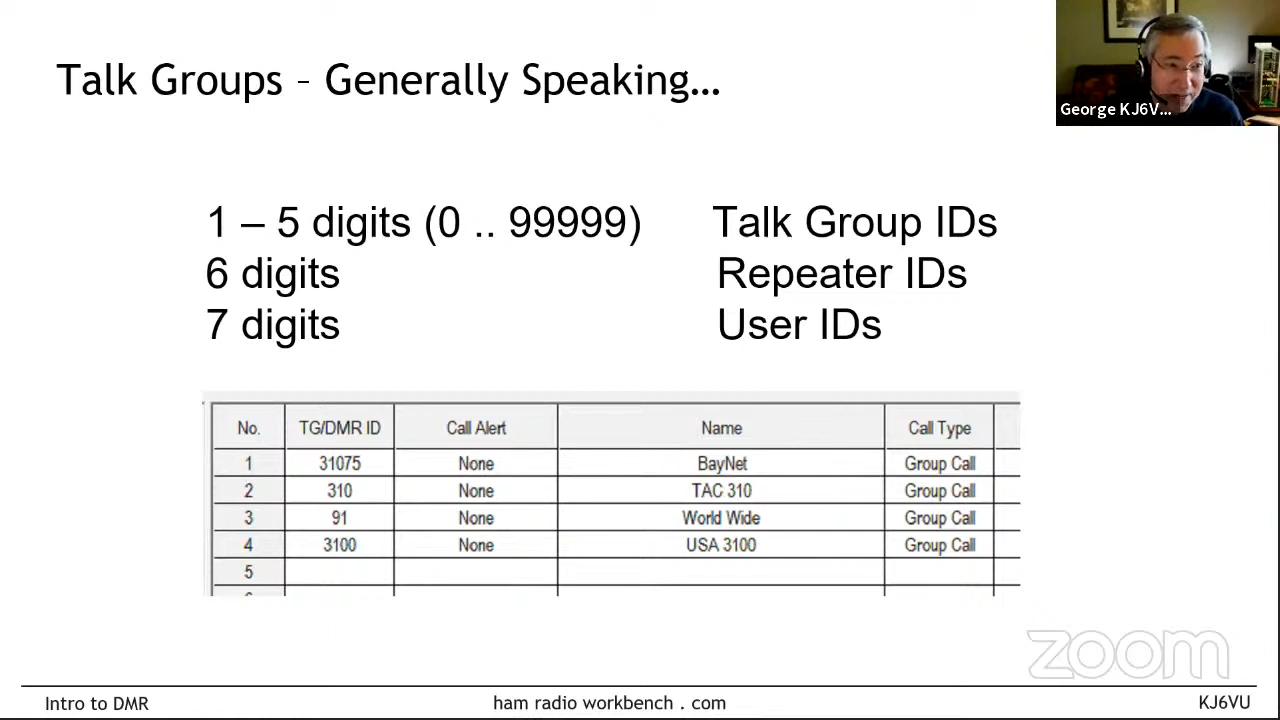 Talk Groups – Generally Speaking…
George KJ6V...
1 – 5 digits (0 .. 99999) Talk Group IDs
6 digits Repeater IDs
7 digits User IDs
No. TG/DMR ID Call Alert Name Call Type
1 31075 None BayNet Group Call
2 310 None TAC 310 Group Call
3 91 None World Wide Group Call
4 3100 None USA 3100 Group Call
5
zoom
Intro to DMR ham radio workbench . com KJ6VU